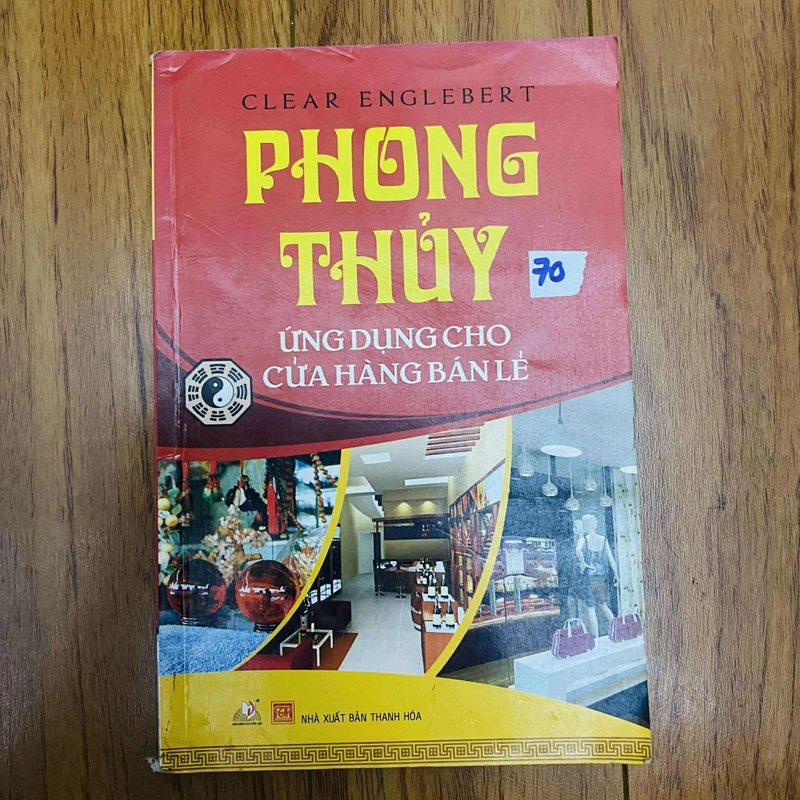 CLEAR ENGLEBERT
PHONG
THỦY
70
ỨNG DỤNG CHO
CỬA HÀNG BÁN LẺ
NHÀ XUẤT BẢN THANH HÓA